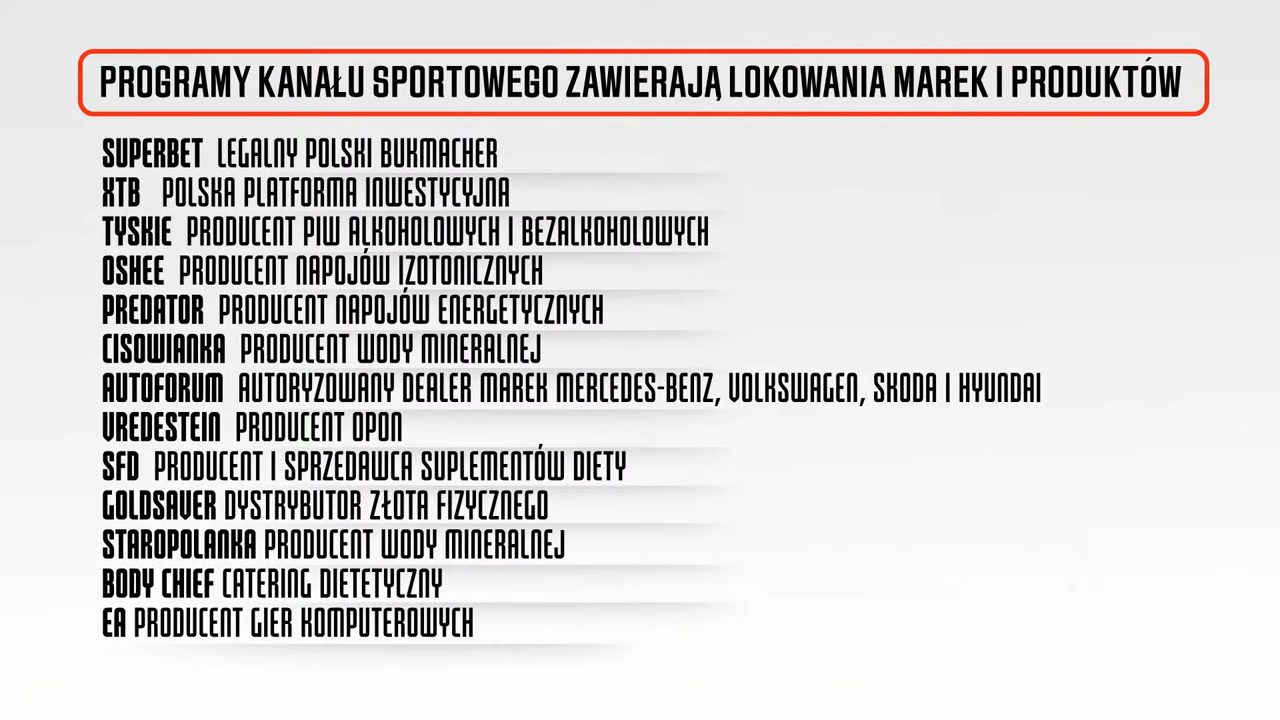 PROGRAMY KANAŁU SPORTOWEGO ZAWIERAJĄ LOKOWANIA MAREK I PRODUKTÓW
SUPERBET LEGALNY POLSKI BUKMACHER
XTB POLSKA PLATFORMA INWESTYCYJNA
TYSKIE PRODUCENT PIW ALKOHOLOWYCH I BEZALKOHOLOWYCH
OSHEE PRODUCENT NAPOJÓW IZOTONICZNYCH
PREDATOR PRODUCENT NAPOJÓW ENERGETYCZNYCH
CISOWIANKA PRODUCENT WODY MINERALNEJ
AUTOFORUM AUTORYZOWANY DEALER MAREK MERCEDES-BENZ, VOLKSWAGEN, SKODA I HYUNDAI
VREDESTEIN PRODUCENT OPON
SFD PRODUCENT I SPRZEDAWCA SUPLEMENTÓW DIETY
GOLDSAVER DYSTRYBUTOR ZŁOTA FIZYCZNEGO
STAROPOLANKA PRODUCENT WODY MINERALNEJ
BODY CHIEF CATERING DIETETYCZNY
EA PRODUCENT GIER KOMPUTEROWYCH